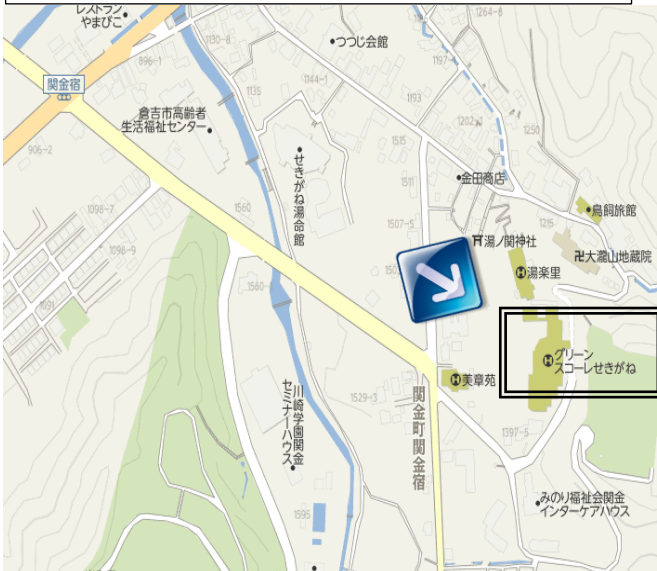 レストラン
やまびこ
1130-8
つつじ会館
1264-8
896-1
1197-1
関金宿
1135
1144-1
1193
倉吉市高齢者
生活福祉センター
1202-1
1250
906-2
せきがね湯命館
1515
金田商店
1511
鳥飼旅館
1098-7
1560
1507-5
1215
湯ノ関神社
1098-9
大瀧山地蔵院
湯楽里
1091
1560-1
グリーン
スコーレせきがね
美章苑
川崎学園関金
セミナーハウス
1529-3
関金町関金宿
1397-5
みのり福祉会関金
インターケアハウス
1595